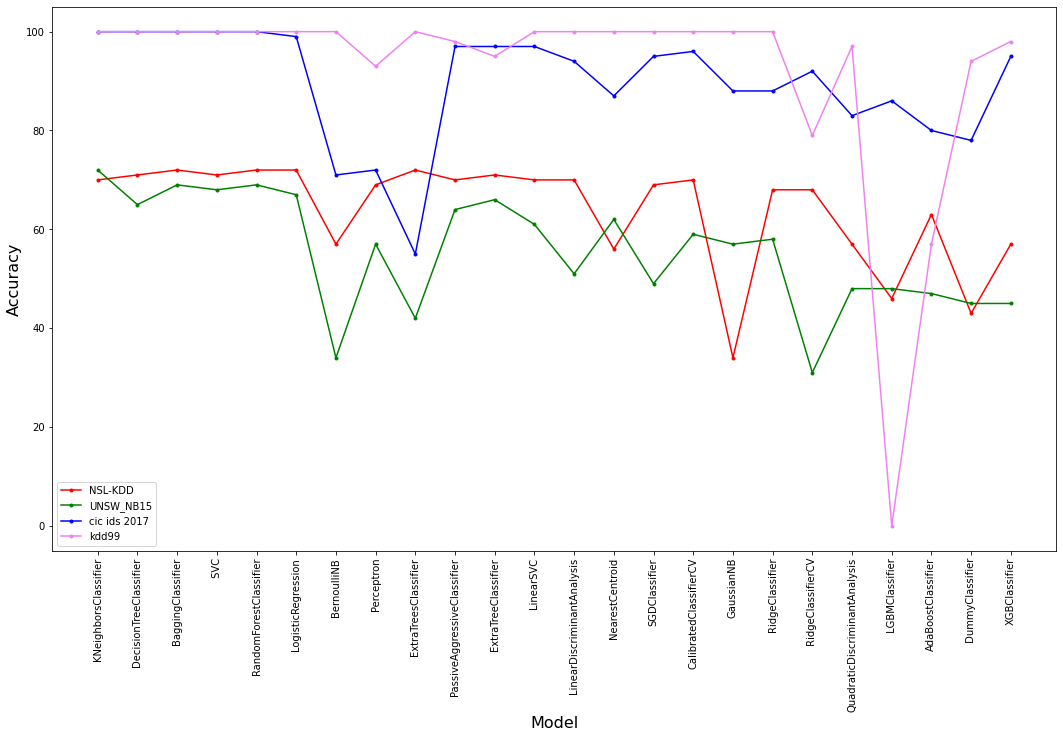 100
80
60
40
20
0
Accuracy
NSL-KDD
UNSW_NB15
cic ids 2017
kdd99
KNeighborsClassifier
DecisionTreeClassifier
BaggingClassifier
SVC
RandomForestClassifier
LogisticRegression
BernoulliNB
Perceptron
ExtraTreesClassifier
PassiveAggressiveClassifier
ExtraTreeClassifier
LinearSVC
LinearDiscriminantAnalysis
NearestCentroid
SGDClassifier
CalibratedClassifierCV
GaussianNB
RidgeClassifier
RidgeClassifierCV
QuadraticDiscriminantAnalysis
LGBMClassifier
AdaBoostClassifier
DummyClassifier
XGBClassifier
Model